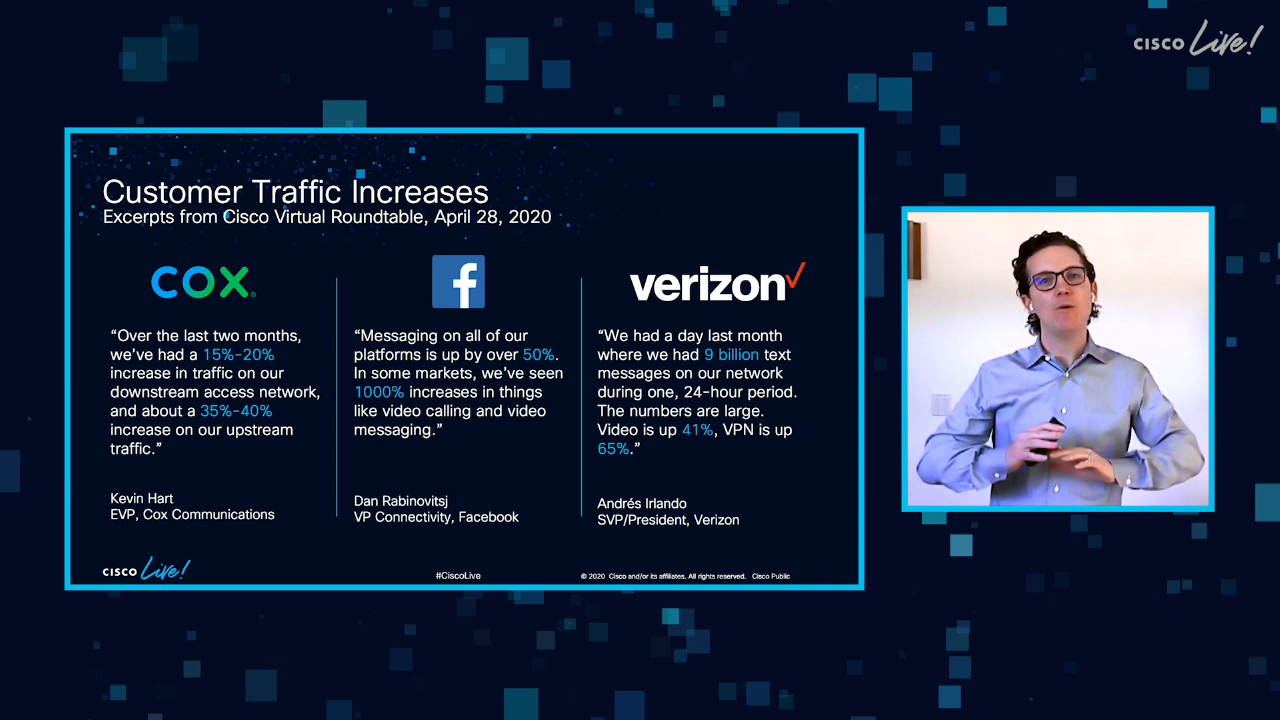 CISCO Live!
Customer Traffic Increases
Excerpts from Cisco Virtual Roundtable, April 28, 2020
COX
“Over the last two months,
we’ve had a 15%-20%
increase in traffic on our
downstream access network,
and about a 35%-40%
increase on our upstream
traffic.”
Kevin Hart
EVP, Cox Communications
f
“Messaging on all of our
platforms is up by over 50%.
In some markets, we’ve seen
1000% increases in things
like video calling and video
messaging.”
Dan Rabinovitsj
VP Connectivity, Facebook
verizon✓
“We had a day last month
where we had 9 billion text
messages on our network
during one, 24-hour period.
The numbers are large.
Video is up 41%, VPN is up
65%.”
Andrés Irlando
SVP/President, Verizon
CISCO Live!
#CiscoLive
© 2020 Cisco and/or its affiliates. All rights reserved. Cisco Public